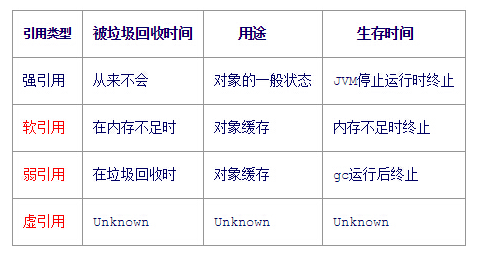 引用类型 被垃圾回收时间 用途 生存时间
强引用 从来不会 对象的一般状态 JVM停止运行时终止
软引用 在内存不足时 对象缓存 内存不足时终止
弱引用 在垃圾回收时 对象缓存 gc运行后终止
虚引用 Unknown Unknown Unknown